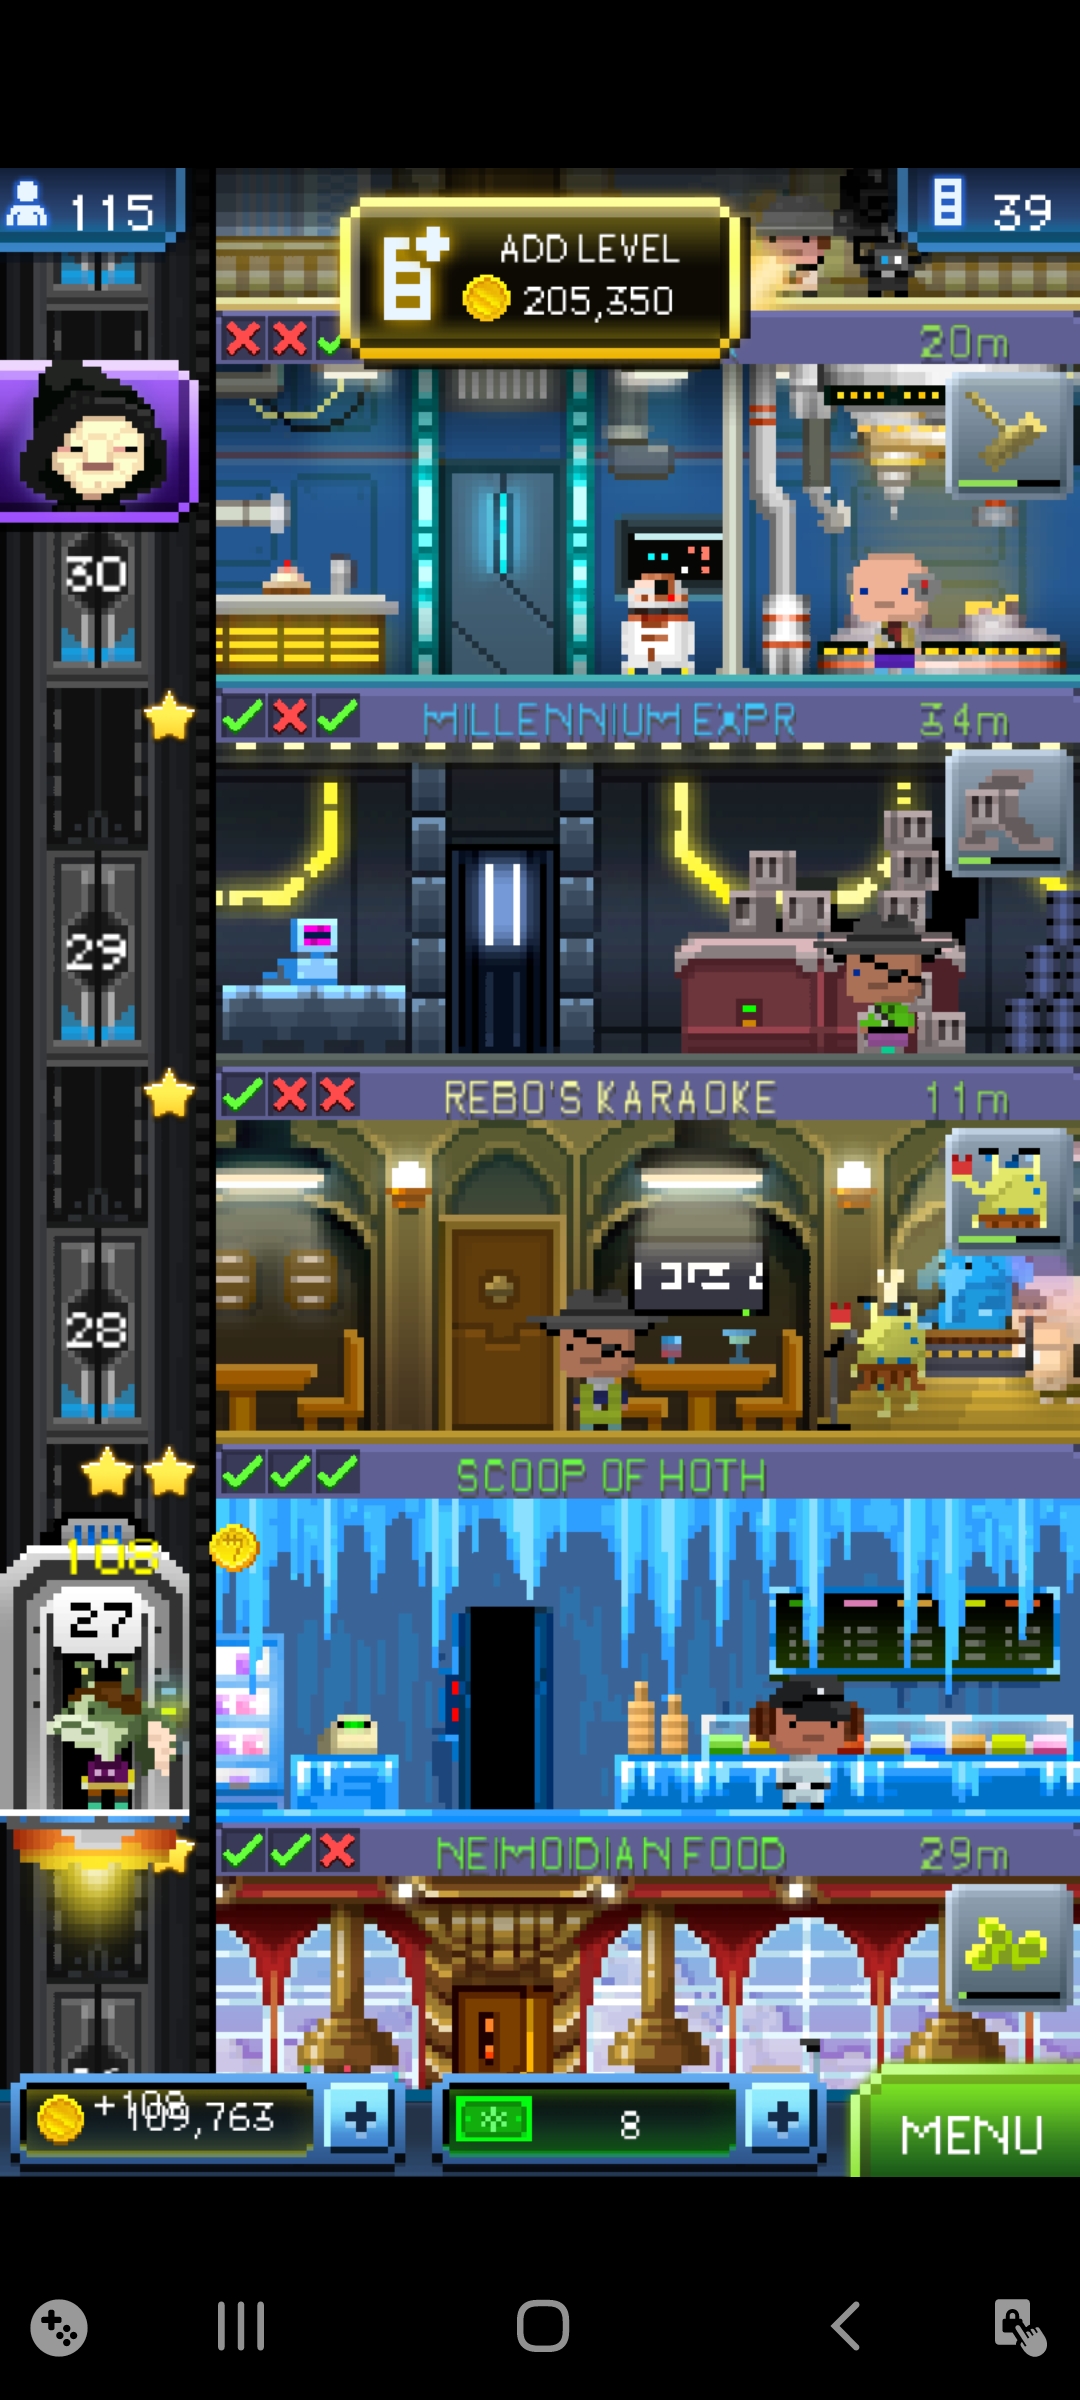 115
ADD LEVEL
205,350
39
20m
30
MILLENNIUM EXPR
34m
29
REBO'S KARAOKE
11m
28
SCOOP OF HOTH
108
27
NEIMOIDIAN FOOD
29m
+108
109,763
8
MENU